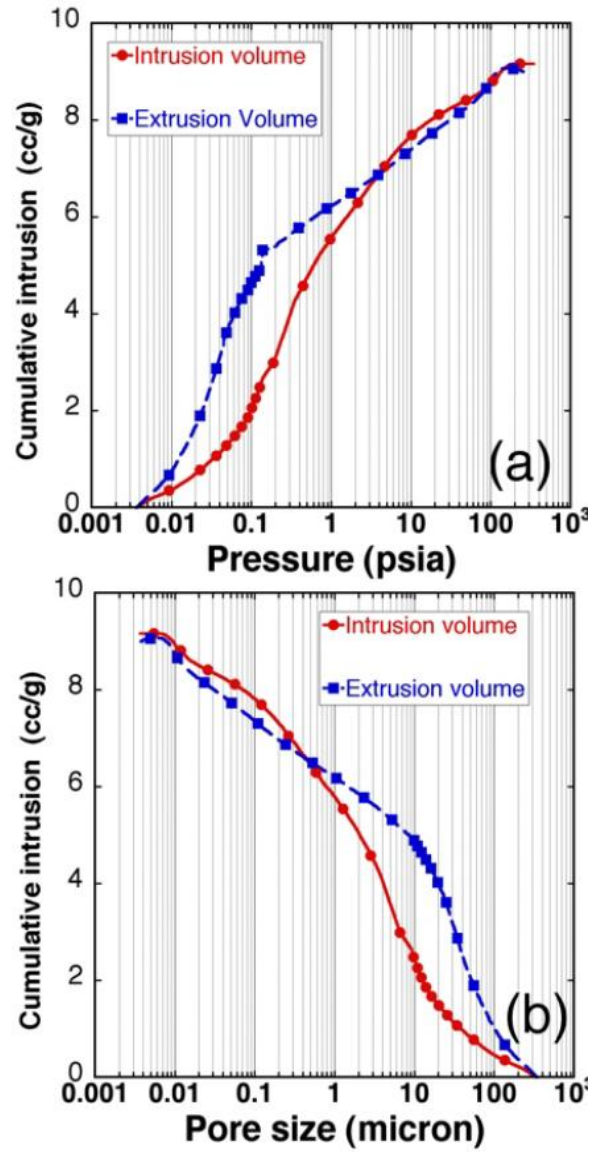 10
Intrusion volume
8
Extrusion Volume
6
Cumulative intrusion (cc/g)
4
2
(a)
0
0.001 0.01 0.1 1 10 100 10³
Pressure (psia)
10
Intrusion volume
8
Extrusion volume
6
Cumulative intrusion (cc/g)
4
2
(b)
0
0.001 0.01 0.1 1 10 100 10³
Pore size (micron)